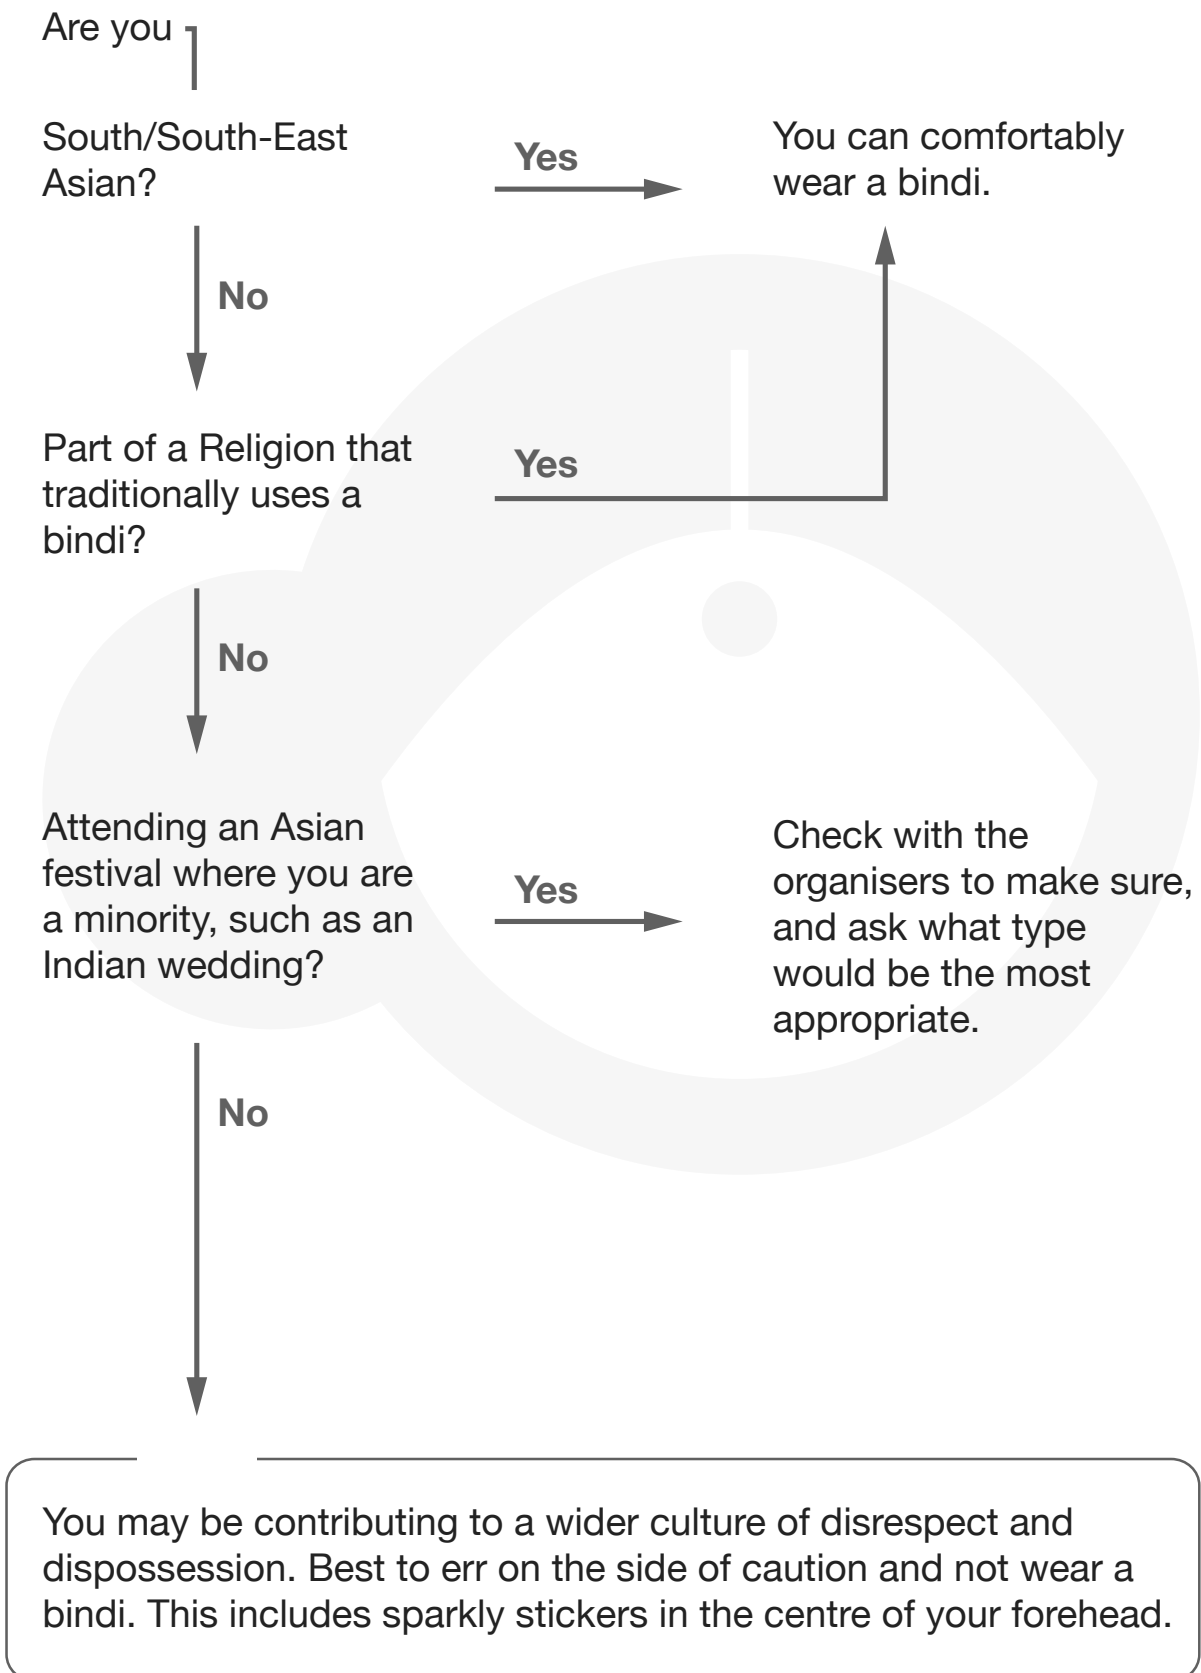 Are you
South/South-East
Asian?
Yes
You can comfortably
wear a bindi.
No
Part of a Religion that
traditionally uses a
bindi?
Yes
No
Attending an Asian
festival where you are
a minority, such as an
Indian wedding?
Yes
Check with the
organisers to make sure,
and ask what type
would be the most
appropriate.
No
You may be contributing to a wider culture of disrespect and
dispossession. Best to err on the side of caution and not wear a
bindi. This includes sparkly stickers in the centre of your forehead.